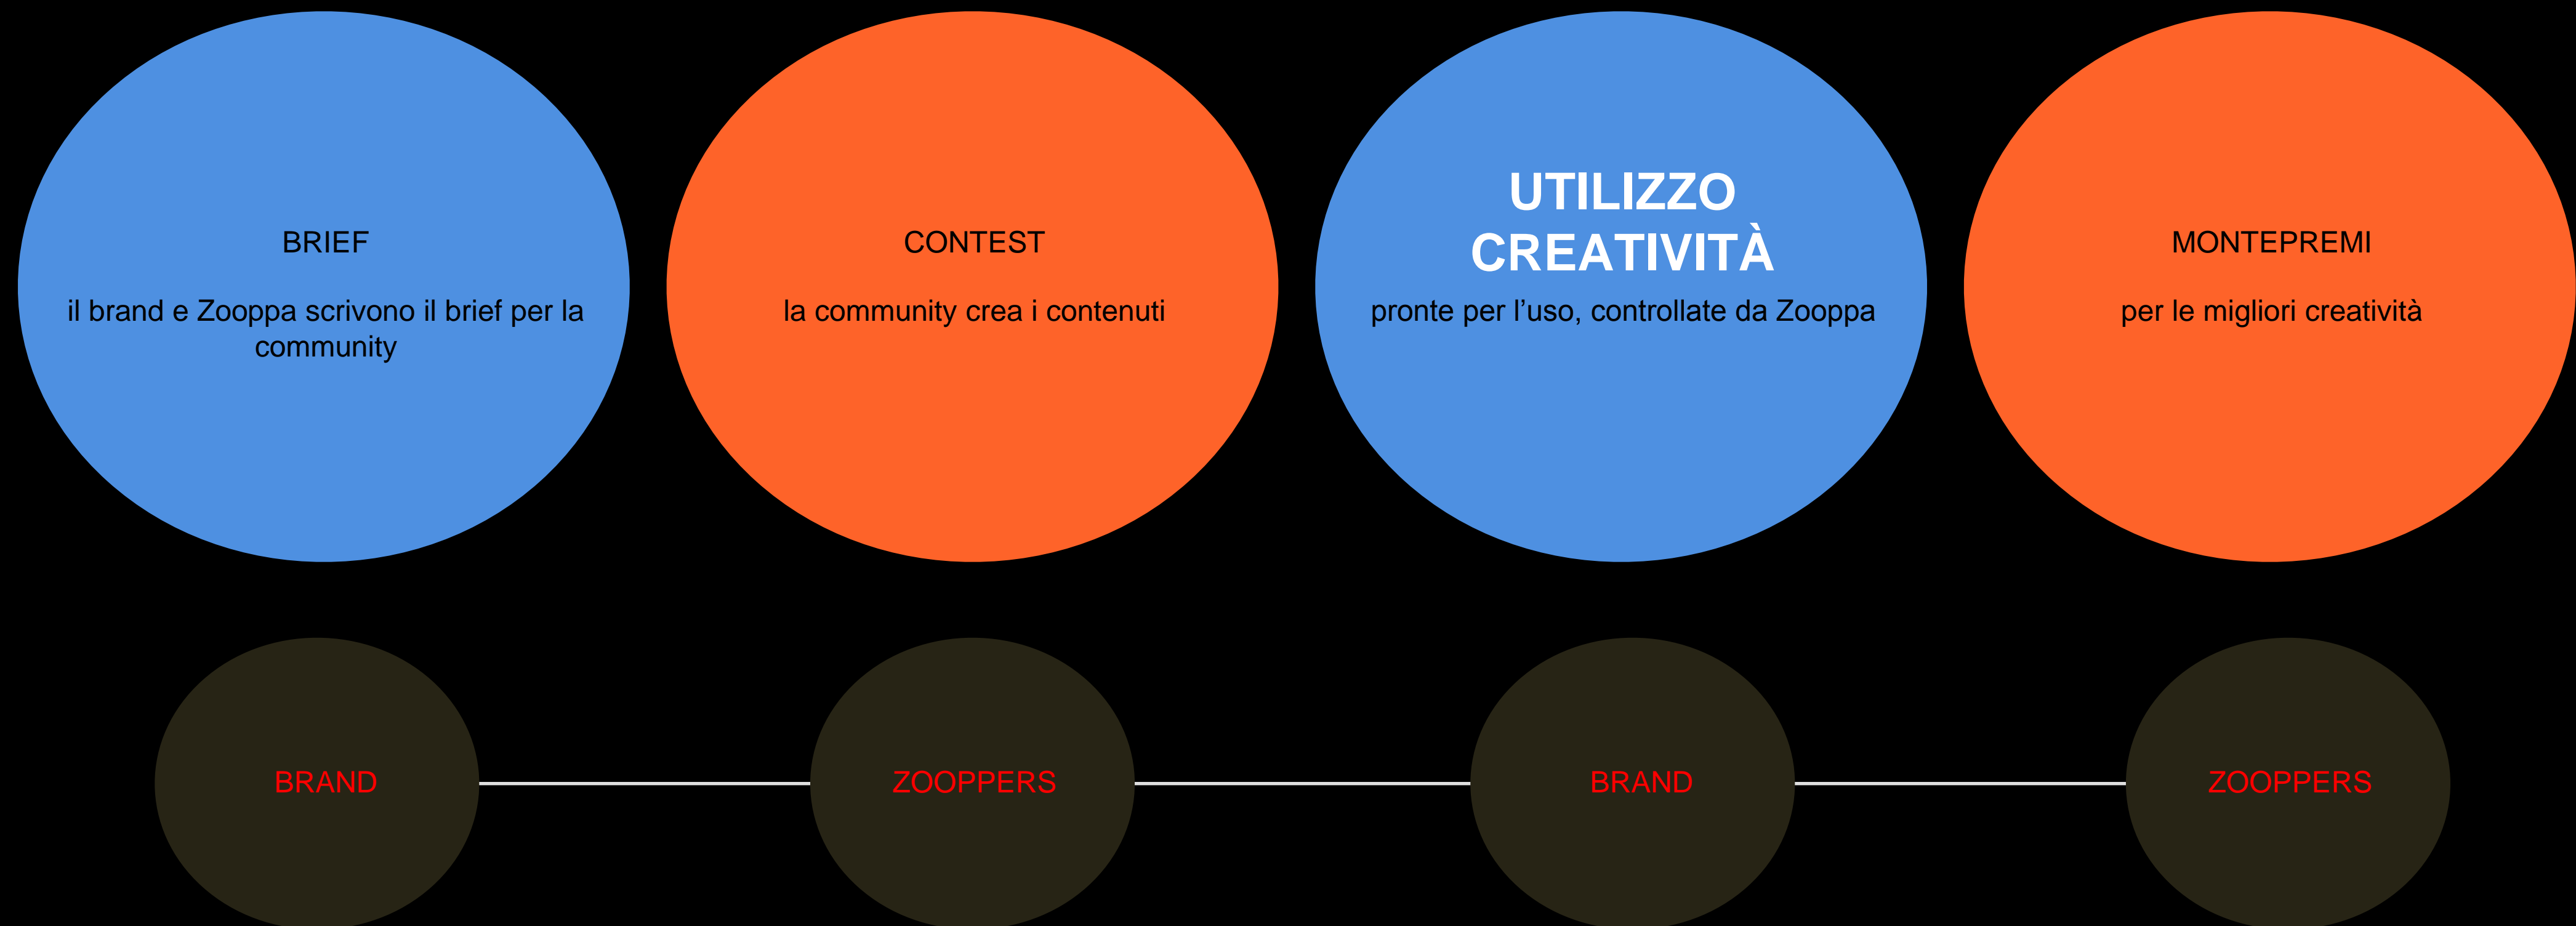 BRIEF
il brand e Zooppa scrivono il brief per la
community
CONTEST
la community crea i contenuti
UTILIZZO
CREATIVITÀ
pronte per l’uso, controllate da Zooppa
MONTEPREMI
per le migliori creatività
BRAND
ZOOPPERS
BRAND
ZOOPPERS